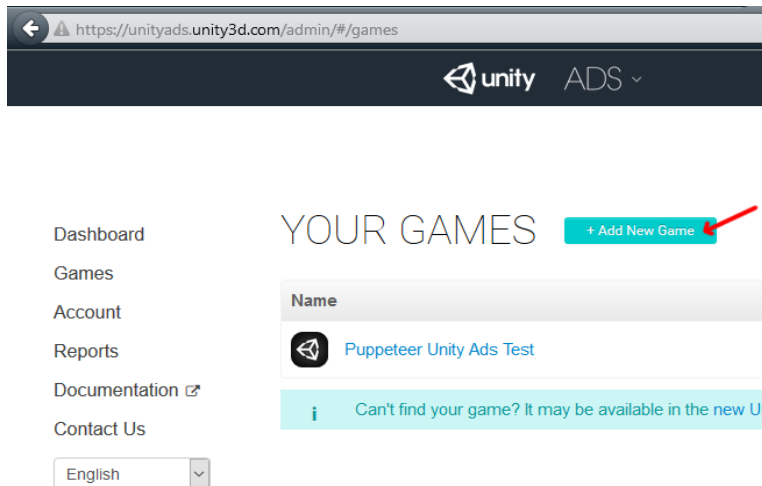 https://unityads.unity3d.com/admin/#/games
unity ADS
Dashboard
Games
Account
Reports
Documentation
Contact Us
English
YOUR GAMES
+ Add New Game
Name
Puppeteer Unity Ads Test
i Can't find your game? It may be available in the new U